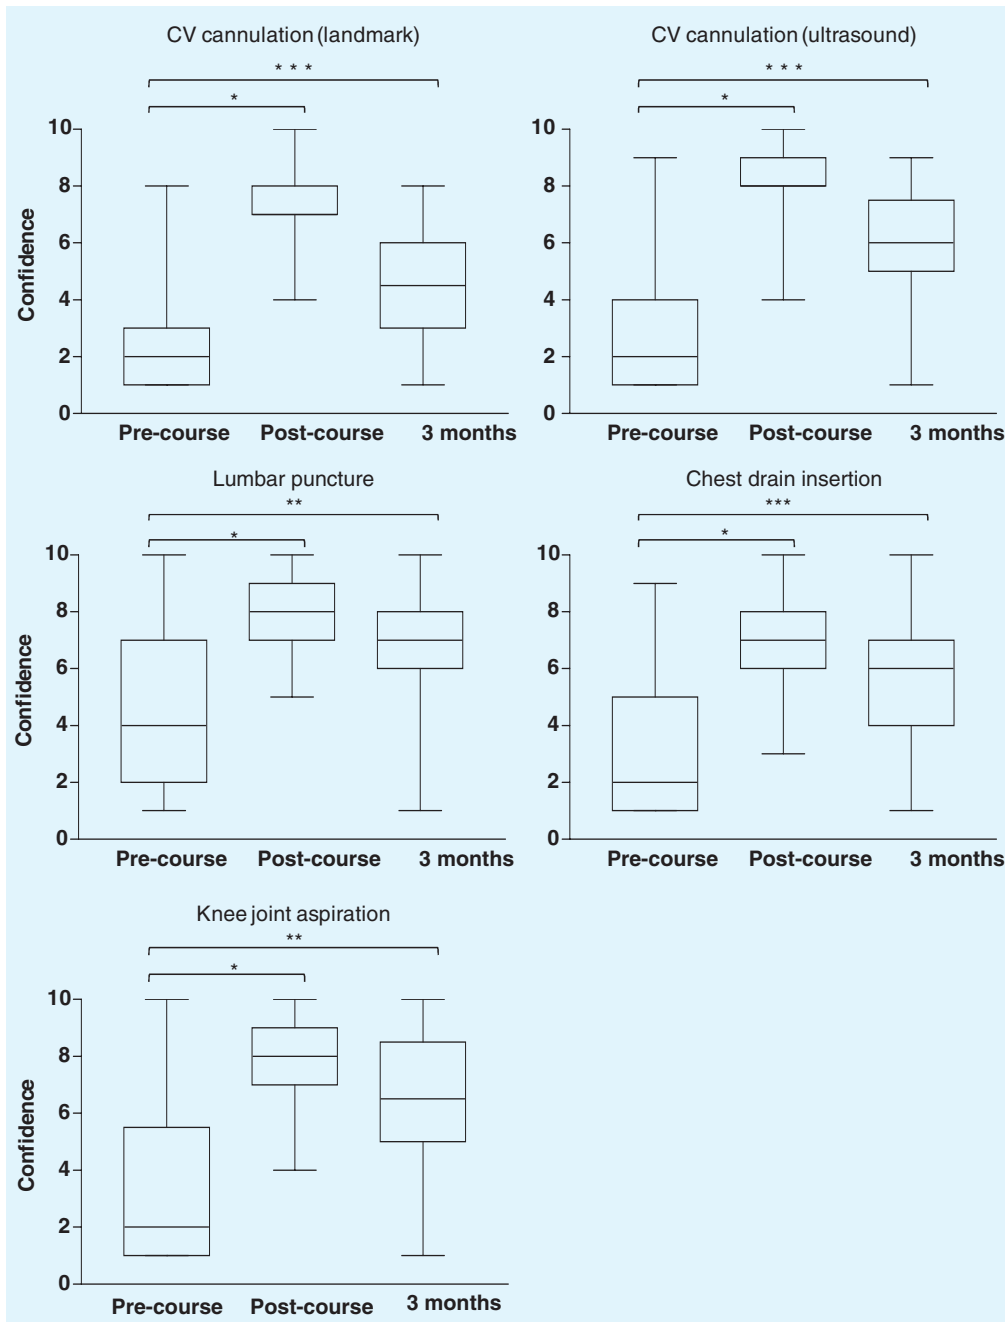 CV cannulation (landmark)
* * *
*
Confidence
10
8
6
4
2
0
Pre-course Post-course 3 months
CV cannulation (ultrasound)
* * *
*
10
8
6
4
2
0
Pre-course Post-course 3 months
Lumbar puncture
**
*
Confidence
10
8
6
4
2
0
Pre-course Post-course 3 months
Chest drain insertion
***
*
10
8
6
4
2
0
Pre-course Post-course 3 months
Knee joint aspiration
**
*
Confidence
10
8
6
4
2
0
Pre-course Post-course 3 months